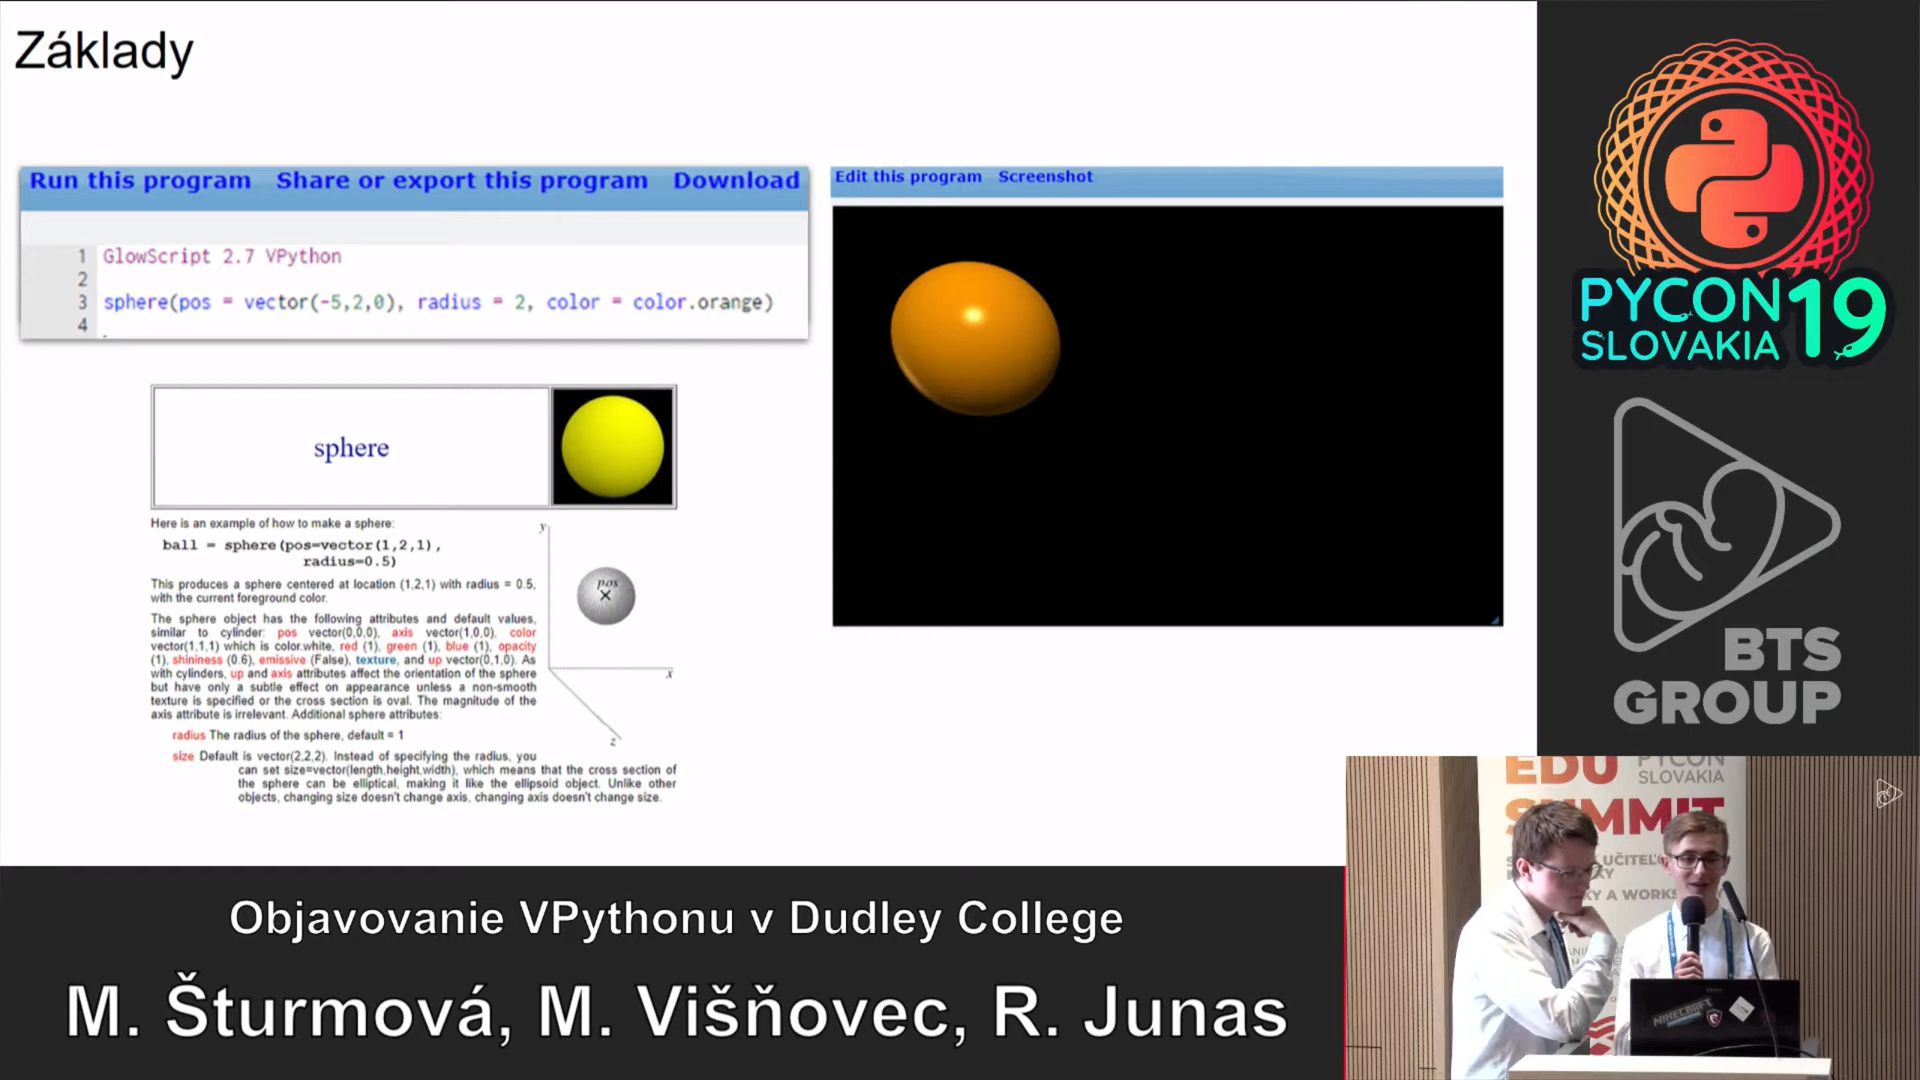 Základy
Run this program Share or export this program Download
1 GlowScript 2.7 VPython
2
3 sphere(pos = vector(-5,2,0), radius = 2, color = color.orange)
4
Edit this program Screenshot
sphere
Here is an example of how to make a sphere:
ball = sphere(pos=vector(1,2,1),
radius=0.5)
This produces a sphere centered at location (1,2,1) with radius = 0.5,
with the current foreground color.
The sphere object has the following attributes and default values,
similar to cylinder: pos vector(0,0,0), axis vector(1,0,0), color
vector(1,1,1) which is color.white, red (1), green (1), blue (1), opacity
(1), shininess (0.6), emissive (False), texture, and up vector(0,1,0). As
with cylinders, up and axis attributes affect the orientation of the sphere
but have only a subtle effect on appearance unless a non-smooth
texture is specified or the cross section is oval. The magnitude of the
axis attribute is irrelevant. Additional sphere attributes:
radius The radius of the sphere, default = 1
size Default is vector(2,2,2). Instead of specifying the radius, you
can set size=vector(length,height,width), which means that the cross section of
the sphere can be elliptical, making it like the ellipsoid object. Unlike other
objects, changing size doesn't change axis, changing axis doesn't change size.
y
pos
x
z
PYCON 19
SLOVAKIA
BTS
GROUP
EDU PYCON
SLOVAKIA
SUMMIT
KY A WORKS
MINECRAFT
Objavovanie VPythonu v Dudley College
M. Šturmová, M. Višňovec, R. Junas